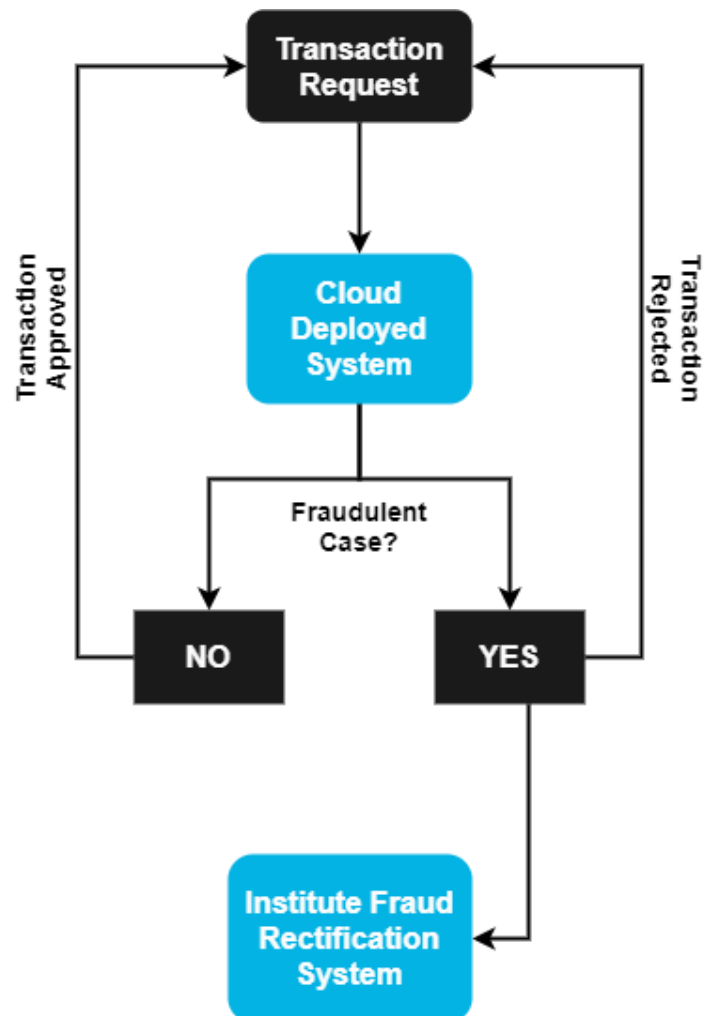 Transaction
Request
Transaction
Approved
Transaction
Rejected
Cloud
Deployed
System
Fraudulent
Case?
NO
YES
Institute Fraud
Rectification
System